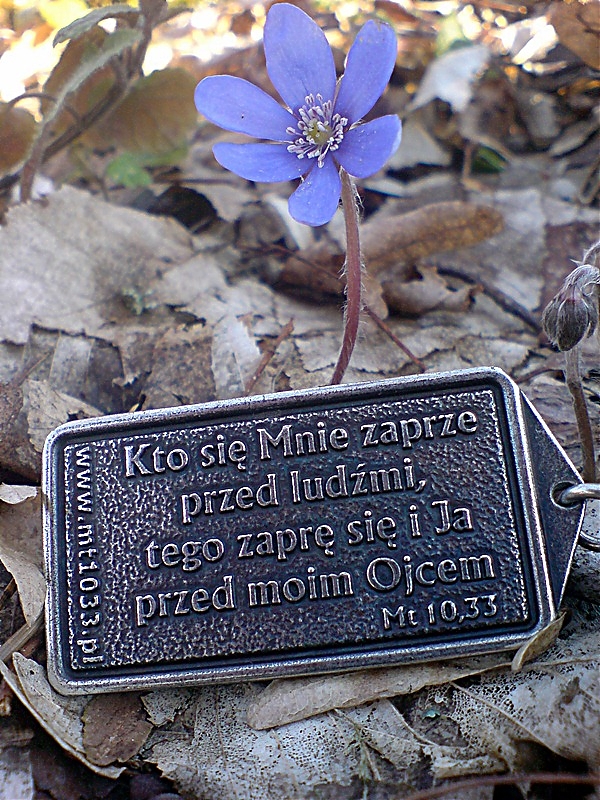 Kto się Mnie zaprze
przed ludźmi,
tego zaprę się i Ja
przed moim Ojcem
Mt 10,33
www.mt1033.pl